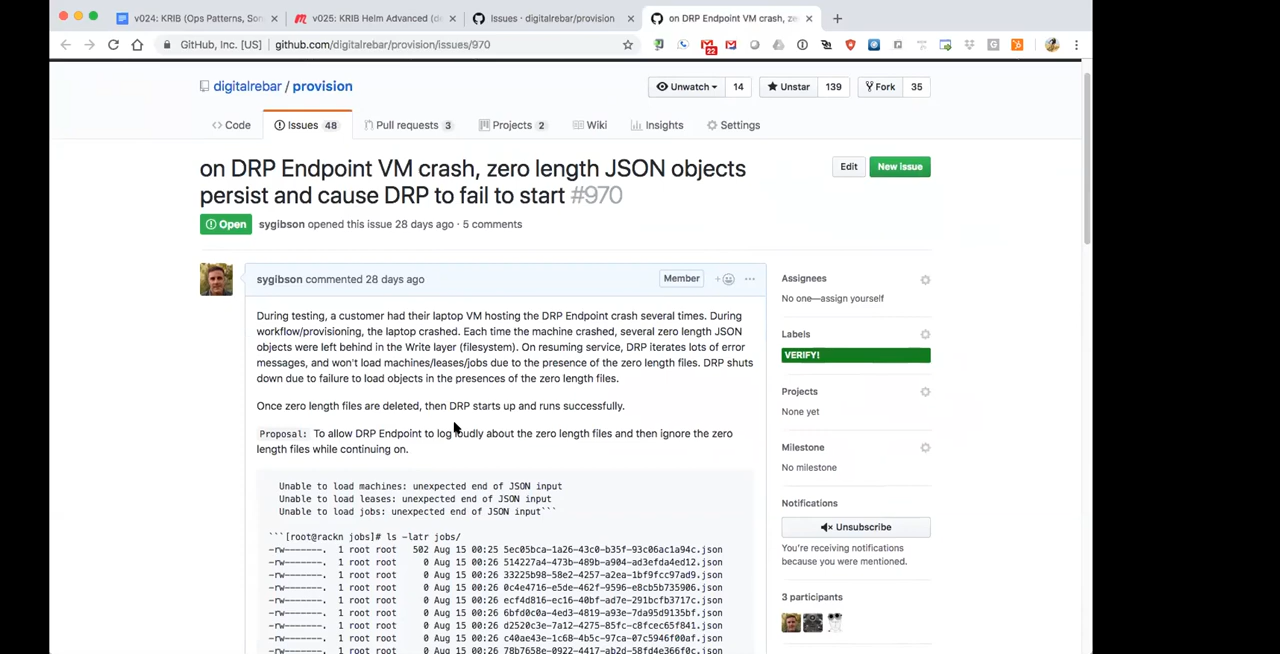 v024: KRIB (Ops Patterns, Son
v025: KRIB Helm Advanced (da
Issues · digitalrebar/provision
on DRP Endpoint VM crash, ze
GitHub, Inc. [US] github.com/digitalrebar/provision/issues/970
22
digitalrebar / provision
Unwatch 14
Unstar 139
Fork 35
Code
Issues 48
Pull requests 3
Projects 2
Wiki
Insights
Settings
on DRP Endpoint VM crash, zero length JSON objects
persist and cause DRP to fail to start #970
Edit
New issue
Open
sygibson opened this issue 28 days ago · 5 comments
sygibson commented 28 days ago
Member
During testing, a customer had their laptop VM hosting the DRP Endpoint crash several times. During
workflow/provisioning, the laptop crashed. Each time the machine crashed, several zero length JSON
objects were left behind in the Write layer (filesystem). On resuming service, DRP iterates lots of error
messages, and won't load machines/leases/jobs due to the presence of the zero length files. DRP shuts
down due to failure to load objects in the presences of the zero length files.
Once zero length files are deleted, then DRP starts up and runs successfully.
Proposal: To allow DRP Endpoint to log loudly about the zero length files and then ignore the zero
length files while continuing on.
Unable to load machines: unexpected end of JSON input
Unable to load leases: unexpected end of JSON input
Unable to load jobs: unexpected end of JSON input```
```[root@rackn jobs]# ls -latr jobs/
-rw-------. 1 root root 502 Aug 15 00:25 5ec05bca-1a26-43c0-b35f-93c06ac1a94c.json
-rw-------. 1 root root 0 Aug 15 00:26 514227a4-473b-489b-a904-ad3efda4ed12.json
-rw-------. 1 root root 0 Aug 15 00:26 33225b98-58e2-4257-a2ea-1bf9fcc97ad9.json
-rw-------. 1 root root 0 Aug 15 00:26 0c4e4716-e5de-462f-9596-e8cb5b735906.json
-rw-------. 1 root root 0 Aug 15 00:26 ecf4d816-ec16-40bf-ad7e-291bcfb3717c.json
-rw-------. 1 root root 0 Aug 15 00:26 6bfd0c0a-4ed3-4819-a93e-7da95d9135bf.json
-rw-------. 1 root root 0 Aug 15 00:26 d2520c3e-7a12-4275-85fc-c8fcec65f841.json
-rw-------. 1 root root 0 Aug 15 00:26 c40ae43e-1c68-4b5c-97ca-07c5946f00af.json
-rw-------. 1 root root 0 Aug 15 00:26 78b7658e-0922-4417-ab2d-58fd4e366f0c.json
Assignees
No one—assign yourself
Labels
VERIFY!
Projects
None yet
Milestone
No milestone
Notifications
Unsubscribe
You're receiving notifications
because you were mentioned.
3 participants